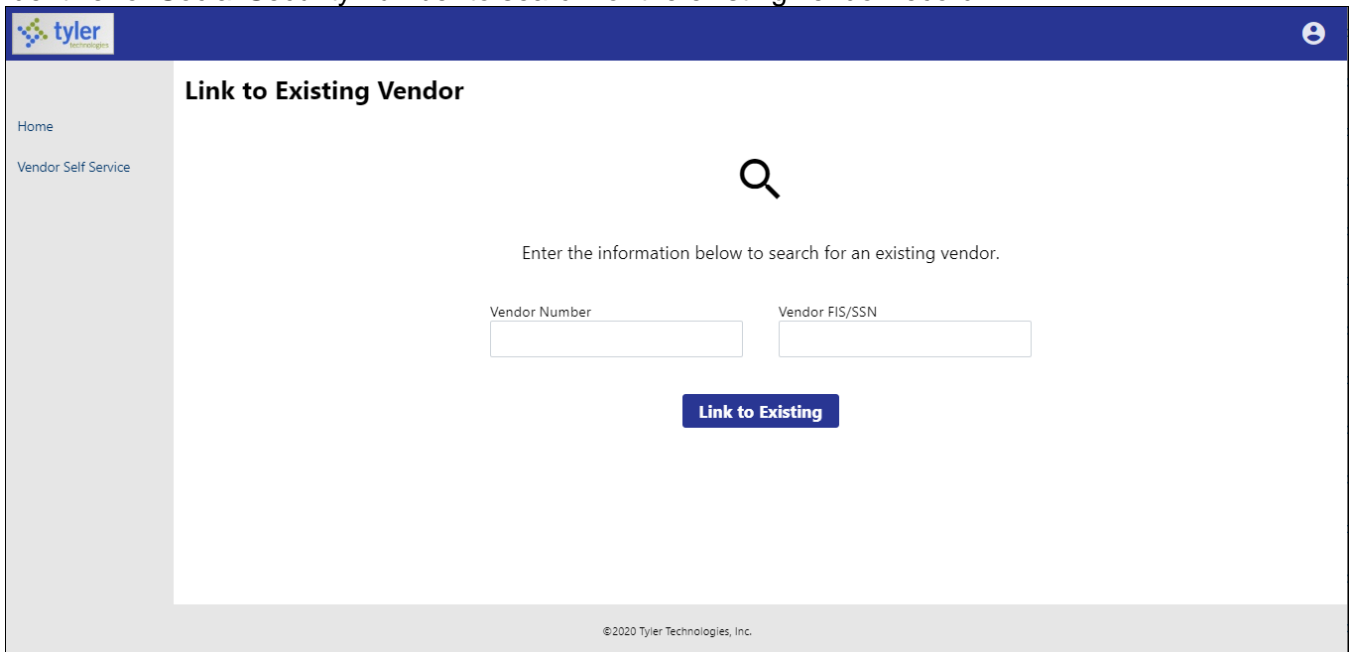 tyler
technologies
Link to Existing Vendor
Home
Vendor Self Service
Enter the information below to search for an existing vendor.
Vendor Number Vendor FIS/SSN
Link to Existing
©2020 Tyler Technologies, Inc.